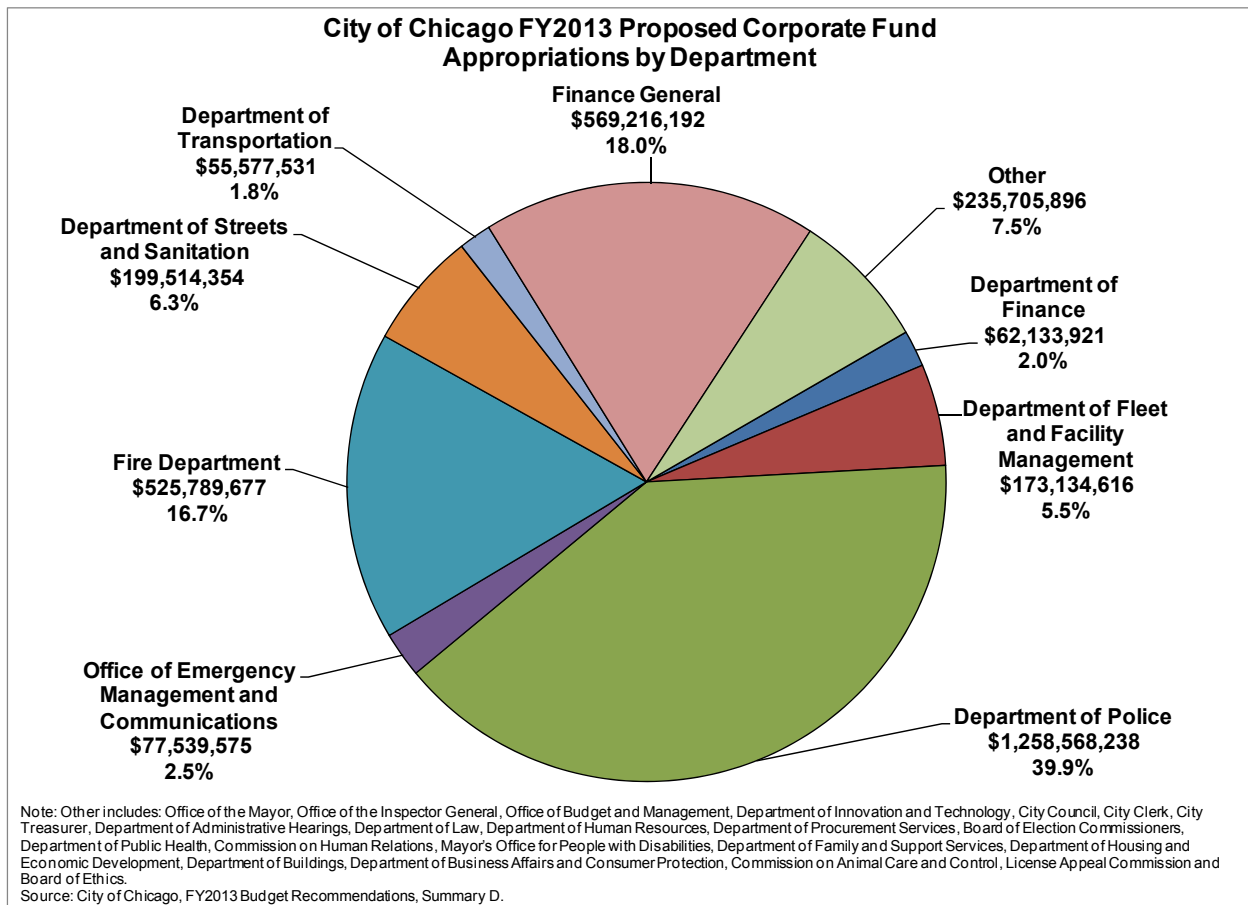 City of Chicago FY2013 Proposed Corporate Fund
Appropriations by Department
Finance General
$569,216,192
18.0%
Other
$235,705,896
7.5%
Department of
Finance
$62,133,921
2.0%
Department of Fleet
and Facility
Management
$173,134,616
5.5%
Department of Police
$1,258,568,238
39.9%
Office of Emergency
Management and
Communications
$77,539,575
2.5%
Fire Department
$525,789,677
16.7%
Department of Streets
and Sanitation
$199,514,354
6.3%
Department of
Transportation
$55,577,531
1.8%
Note: Other includes: Office of the Mayor, Office of the Inspector General, Office of Budget and Management, Department of Innovation and Technology, City Council, City Clerk, City
Treasurer, Department of Administrative Hearings, Department of Law, Department of Human Resources, Department of Procurement Services, Board of Election Commissioners,
Department of Public Health, Commission on Human Relations, Mayor's Office for People with Disabilities, Department of Family and Support Services, Department of Housing and
Economic Development, Department of Buildings, Department of Business Affairs and Consumer Protection, Commission on Animal Care and Control, License Appeal Commission and
Board of Ethics.
Source: City of Chicago, FY2013 Budget Recommendations, Summary D.